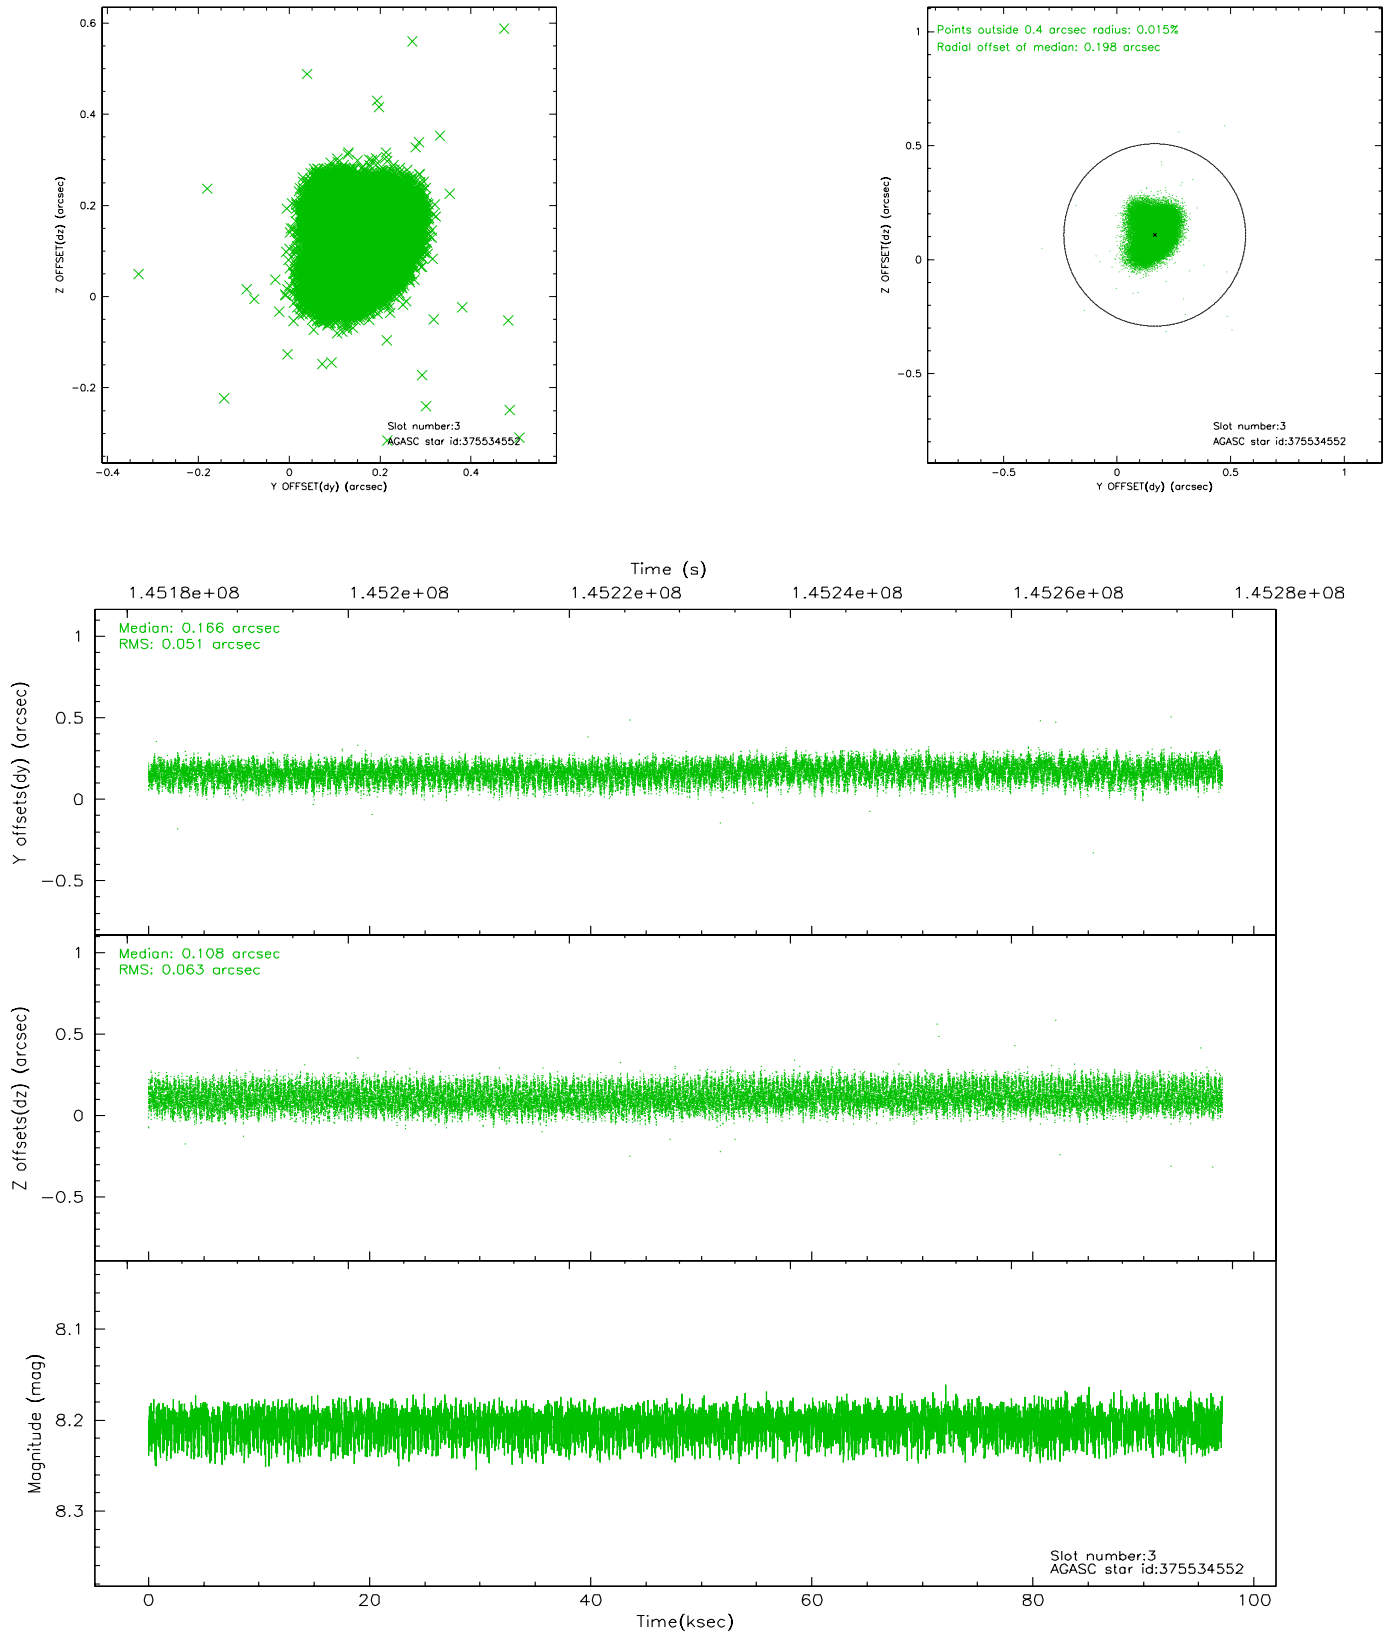 0.6
0.4
0.2
0
−0.2
Z OFFSET(dz) (arcsec)
−0.4
−0.2
0
0.2
0.4
Y OFFSET(dy) (arcsec)
Slot number:3
AGASC star id:375534552
Points outside 0.4 arcsec radius: 0.015%
Radial offset of median: 0.198 arcsec
1
0.5
0
−0.5
Z OFFSET(dz) (arcsec)
−0.5
0
0.5
1
Y OFFSET(dy) (arcsec)
Slot number:3
AGASC star id:375534552
Time (s)
1.4518e+08
1.452e+08
1.4522e+08
1.4524e+08
1.4526e+08
1.4528e+08
Median: 0.166 arcsec
RMS: 0.051 arcsec
1
0.5
0
−0.5
Y offsets(dy) (arcsec)
Median: 0.108 arcsec
RMS: 0.063 arcsec
1
0.5
0
−0.5
Z offsets(dz) (arcsec)
8.1
8.2
8.3
Magnitude (mag)
Slot number:3
AGASC star id:375534552
0
20
40
60
80
100
Time(ksec)